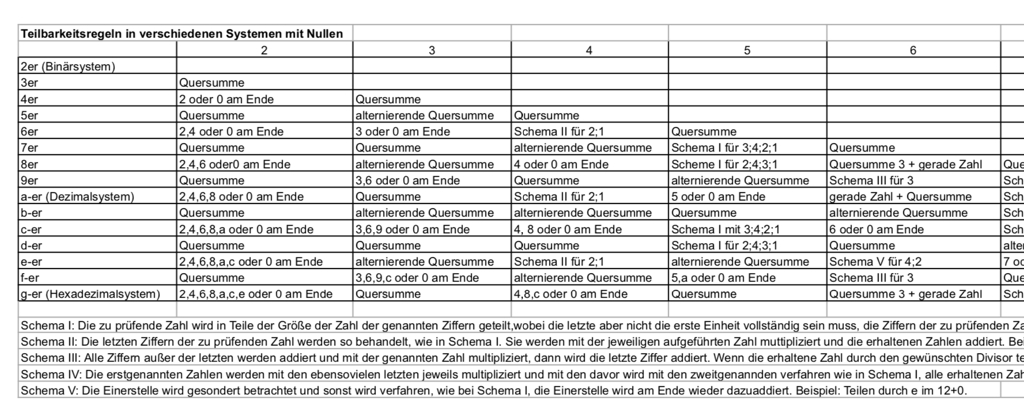 Teilbarkeitsregeln in verschiedenen Systemen mit Nullen
2 3 4 5 6
2er (Binärsystem)
3er Quersumme
4er 2 oder 0 am Ende Quersumme
5er Quersumme alternierende Quersumme Quersumme
6er 2,4 oder 0 am Ende 3 oder 0 am Ende Schema II für 2;1 Quersumme
7er Quersumme Quersumme alternierende Quersumme Schema I für 3;4;2;1 Quersumme
8er 2,4,6 oder0 am Ende alternierende Quersumme 4 oder 0 am Ende Scheme I für 2;4;3;1 Quersumme 3 + gerade Zahl Que
9er Quersumme 3,6 oder 0 am Ende Quersumme alternierende Quersumme Schema III für 3 Sch
a-er (Dezimalsystem) 2,4,6,8 oder 0 am Ende Quersumme Schema II für 2;1 5 oder 0 am Ende gerade Zahl + Quersumme Sch
b-er Quersumme alternierende Quersumme alternierende Quersumme Quersumme alternierende Quersumme Sch
c-er 2,4,6,8,a oder 0 am Ende 3,6,9 oder 0 am Ende 4, 8 oder 0 am Ende Schema I mit 3;4;2;1 6 oder 0 am Ende Sch
d-er Quersumme Quersumme Quersumme Schema I für 2;4;3;1 Quersumme alte
e-er 2,4,6,8,a,c oder 0 am Ende alternierende Quersumme Schema II für 2;1 alternierende Quersumme Schema V für 4;2 7 od
f-er Quersumme 3,6,9,c oder 0 am Ende alternierende Quersumme 5,a oder 0 am Ende Schema III für 3 Que
g-er (Hexadezimalsystem) 2,4,6,8,a,c,e oder 0 am Ende Quersumme 4,8,c oder 0 am Ende Quersumme Quersumme 3 + gerade Zahl Sch
Schema I: Die zu prüfende Zahl wird in Teile der Größe der Zahl der genannten Ziffern geteilt,wobei die letzte aber nicht die erste Einheit vollständig sein muss, die Ziffern der zu prüfenden Za
Schema II: Die letzten Ziffern der zu prüfenden Zahl werden so behandelt, wie in Schema I. Sie werden mit der jeweiligen aufgeführten Zahl multipliziert und die erhaltenen Zahlen addiert. Bei
Schema III: Alle Ziffern außer der letzten werden addiert und mit der genannten Zahl multipliziert, dann wird die letzte Ziffer addiert. Wenn die erhaltene Zahl durch den gewünschten Divisor te
Schema IV: Die erstgenannten Zahlen werden mit den ebensovielen letzten jeweils multipliziert und mit den davor wird mit den zweitgenannden verfahren wie in Schema I, alle erhaltenen Zah
Schema V: Die Einerstelle wird gesondert betrachtet und sonst wird verfahren, wie bei Schema I, die Einerstelle wird am Ende wieder dazuaddiert. Beispiel: Teilen durch e im 12+0.